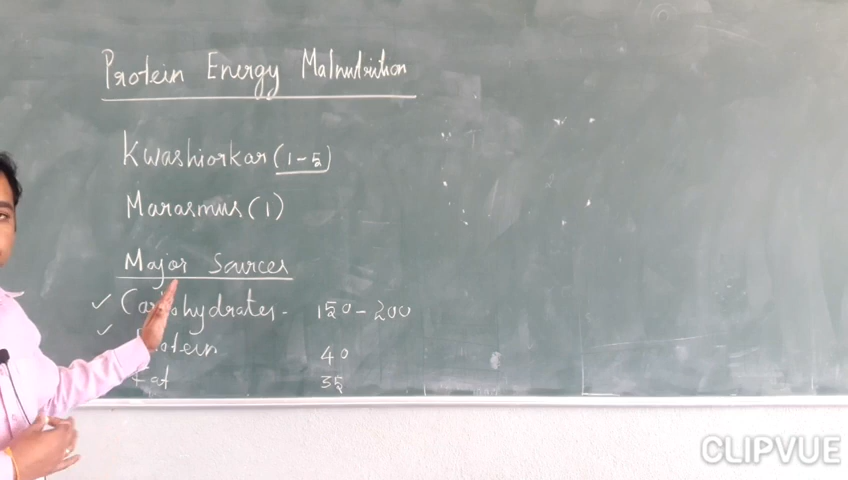 Protein Energy Malnutrition
Kwashiorkar (1-5)
Marasmus (1)
Major Sources
✓ Carbohydrates - 150-200
✓ Protein 40
Fat 35
CLIPVUE